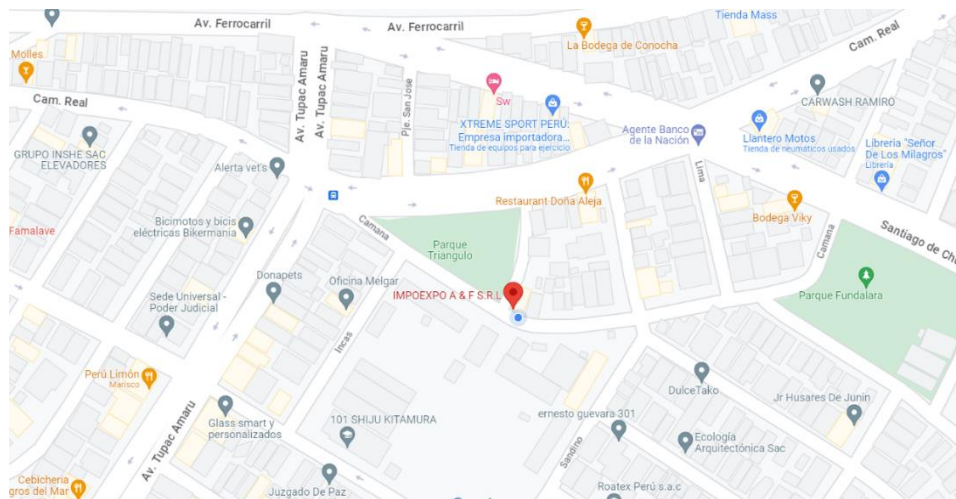 Av. Ferrocarril
Av. Ferrocarril
Tienda Mass
La Bodega de Conocha
Cam. Real
Molles
Av. Tupac Amaru
Av. Tupac Amaru
Pje. San Jose
Sw
CARWASH RAMIRO
Cam. Real
XTREME SPORT PERÚ:
Empresa importadora...
Tienda de equipos para ejercicio
Agente Banco
de la Nación
Llantero Motos
Tienda de neumáticos usados
Libreria "Señor
De Los Milagros"
Librería
GRUPO INSHE SAC
ELEVADORES
Alerta vet's
Lima
Restaurant Doña Aleja
Bodega Viky
Bicimotos y bicis
eléctricas Bikermania
Famalave
Camana
Camana
Santiago de Chu
Parque
Triangulo
Donapets
Oficina Melgar
IMPOEXPO A & F S.R.L
Parque Fundalara
Sede Universal -
Poder Judicial
Incas
Perú Limón
Marisco
DulceTako
Jr Husares De Junin
Av. Tupac Amaru
Glass smart y
personalizados
101 SHIJU KITAMURA
ernesto guevara 301
Sandino
Ecología
Arquitectónica Sac
Cebicheria
gros del Mar
Juzgado De Paz
Roatex Perú s.a.c